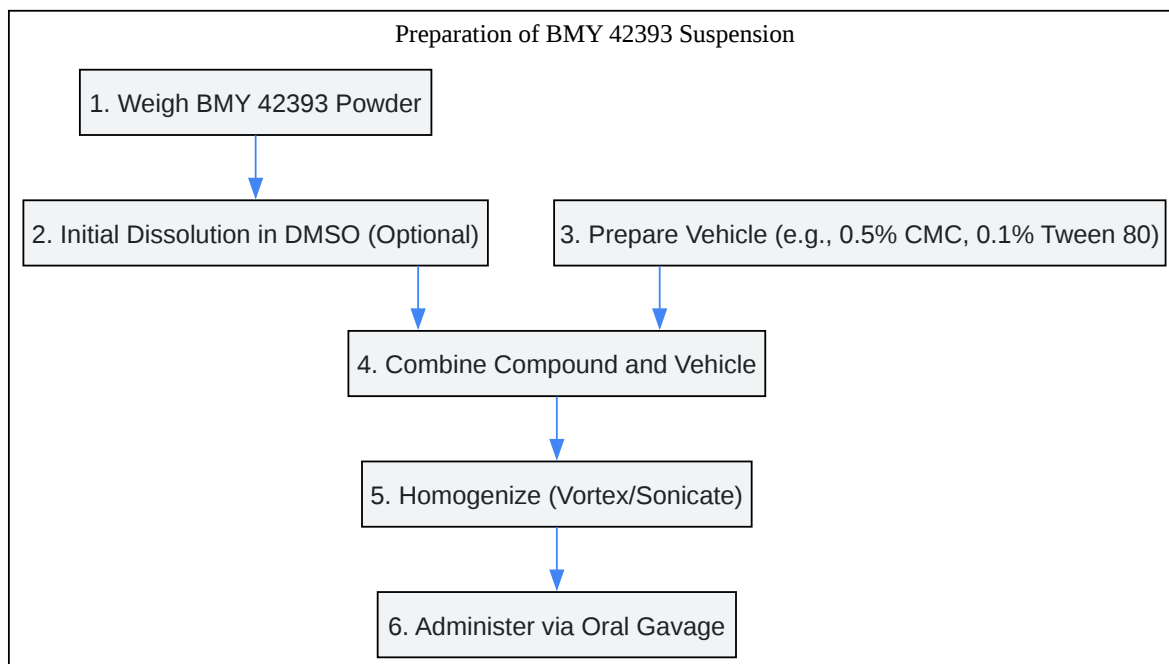 Preparation of BMY 42393 Suspension
1. Weigh BMY 42393 Powder
2. Initial Dissolution in DMSO (Optional)
3. Prepare Vehicle (e.g., 0.5% CMC, 0.1% Tween 80)
4. Combine Compound and Vehicle
5. Homogenize (Vortex/Sonicate)
6. Administer via Oral Gavage